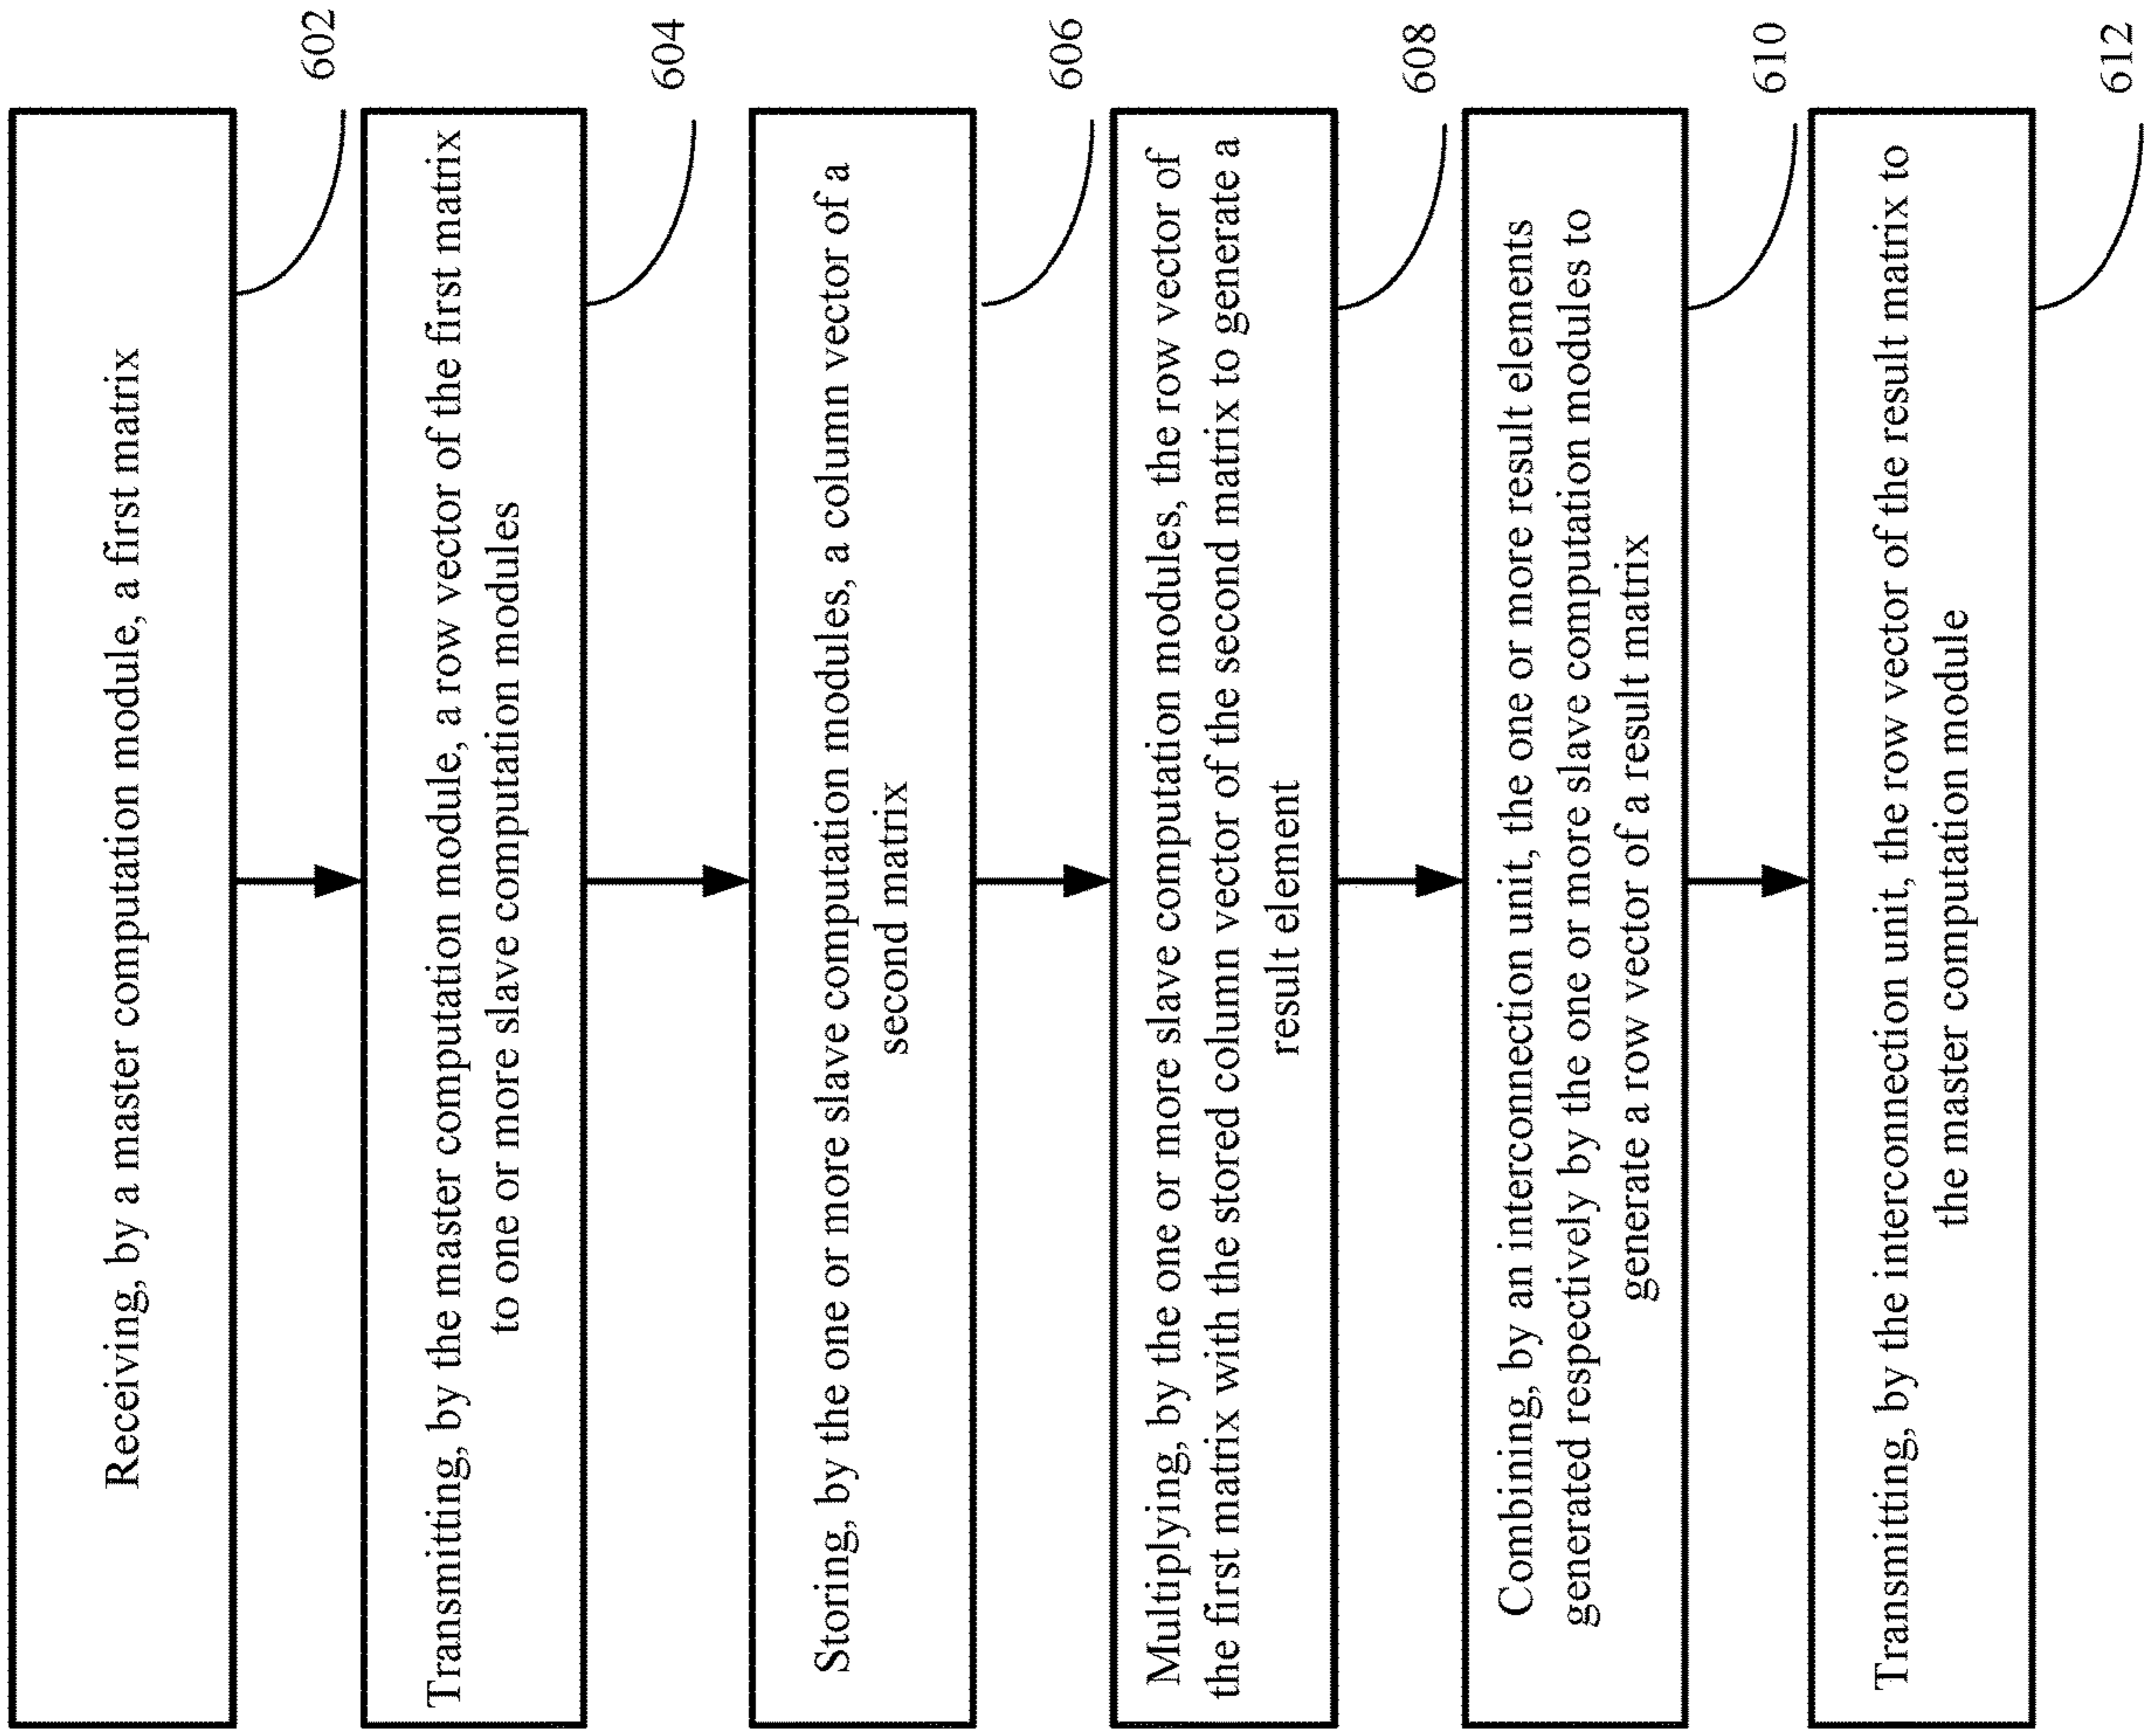 Receiving, by a master computation module, a first matrix
602
Transmitting, by the master computation module, a row vector of the first matrix
to one or more slave computation modules
604
Storing, by the one or more slave computation modules, a column vector of a
second matrix
606
Multiplying, by the one or more slave computation modules, the row vector of
the first matrix with the stored column vector of the second matrix to generate a
result element
608
Combining, by an interconnection unit, the one or more result elements
generated respectively by the one or more slave computation modules to
generate a row vector of a result matrix
610
Transmitting, by the interconnection unit, the row vector of the result matrix to
the master computation module
612